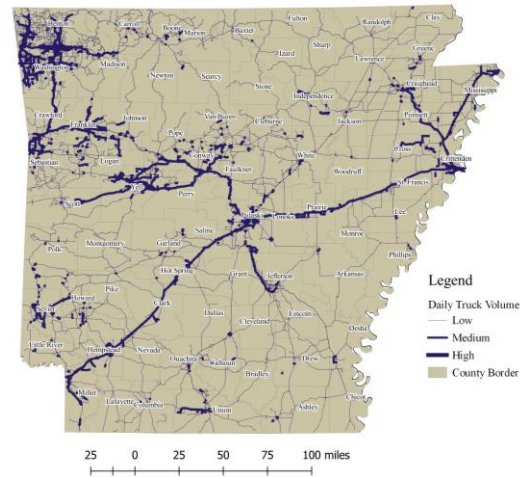 Benton
Carroll
Boone
Marion
Baxter
Fulton
Randolph
Clay
Sharp
Izard
Greene
Washington
Madison
Newton
Searcy
Stone
Lawrence
Independence
Craighead
Mississippi
Crawford
Franklin
Johnson
Pope
Van Buren
Cleburne
Jackson
Poinsett
Sebastian
Logan
Conway
Faulkner
White
Woodruff
Cross
Crittenden
Yell
Perry
St. Francis
Scott
Pulaski
Lonoke
Prairie
Lee
Saline
Monroe
Polk
Montgomery
Garland
Phillips
Hot Spring
Grant
Jefferson
Arkansas
Sevier
Howard
Pike
Clark
Dallas
Cleveland
Lincoln
Desha
Little River
Hempstead
Nevada
Ouachita
Calhoun
Drew
Bradley
Miller
Lafayette
Columbia
Union
Ashley
Chicot
Legend
Daily Truck Volume
Low
Medium
High
County Border
25 0 25 50 75 100 miles